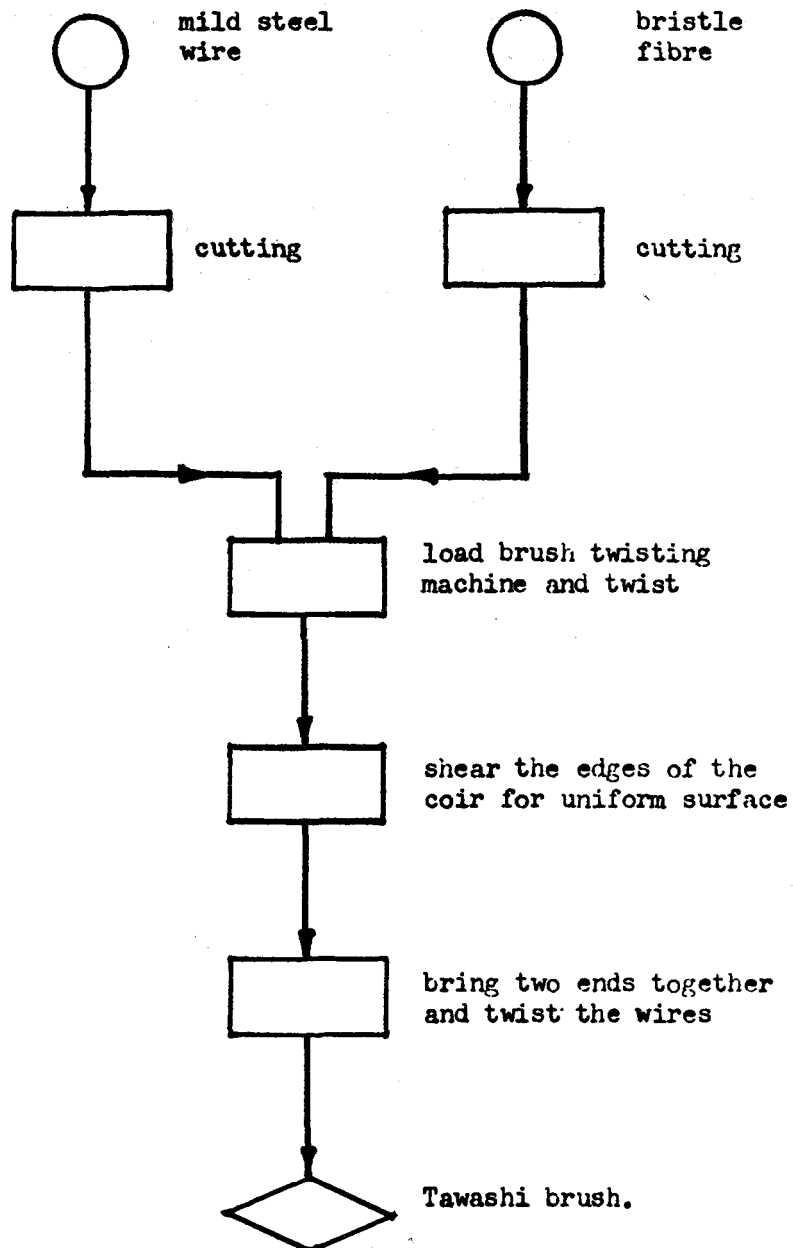 mild steel
wire
bristle
fibre
cutting
cutting
load brush twisting
machine and twist
shear the edges of the
coir for uniform surface
bring two ends together
and twist the wires
Tawashi brush.